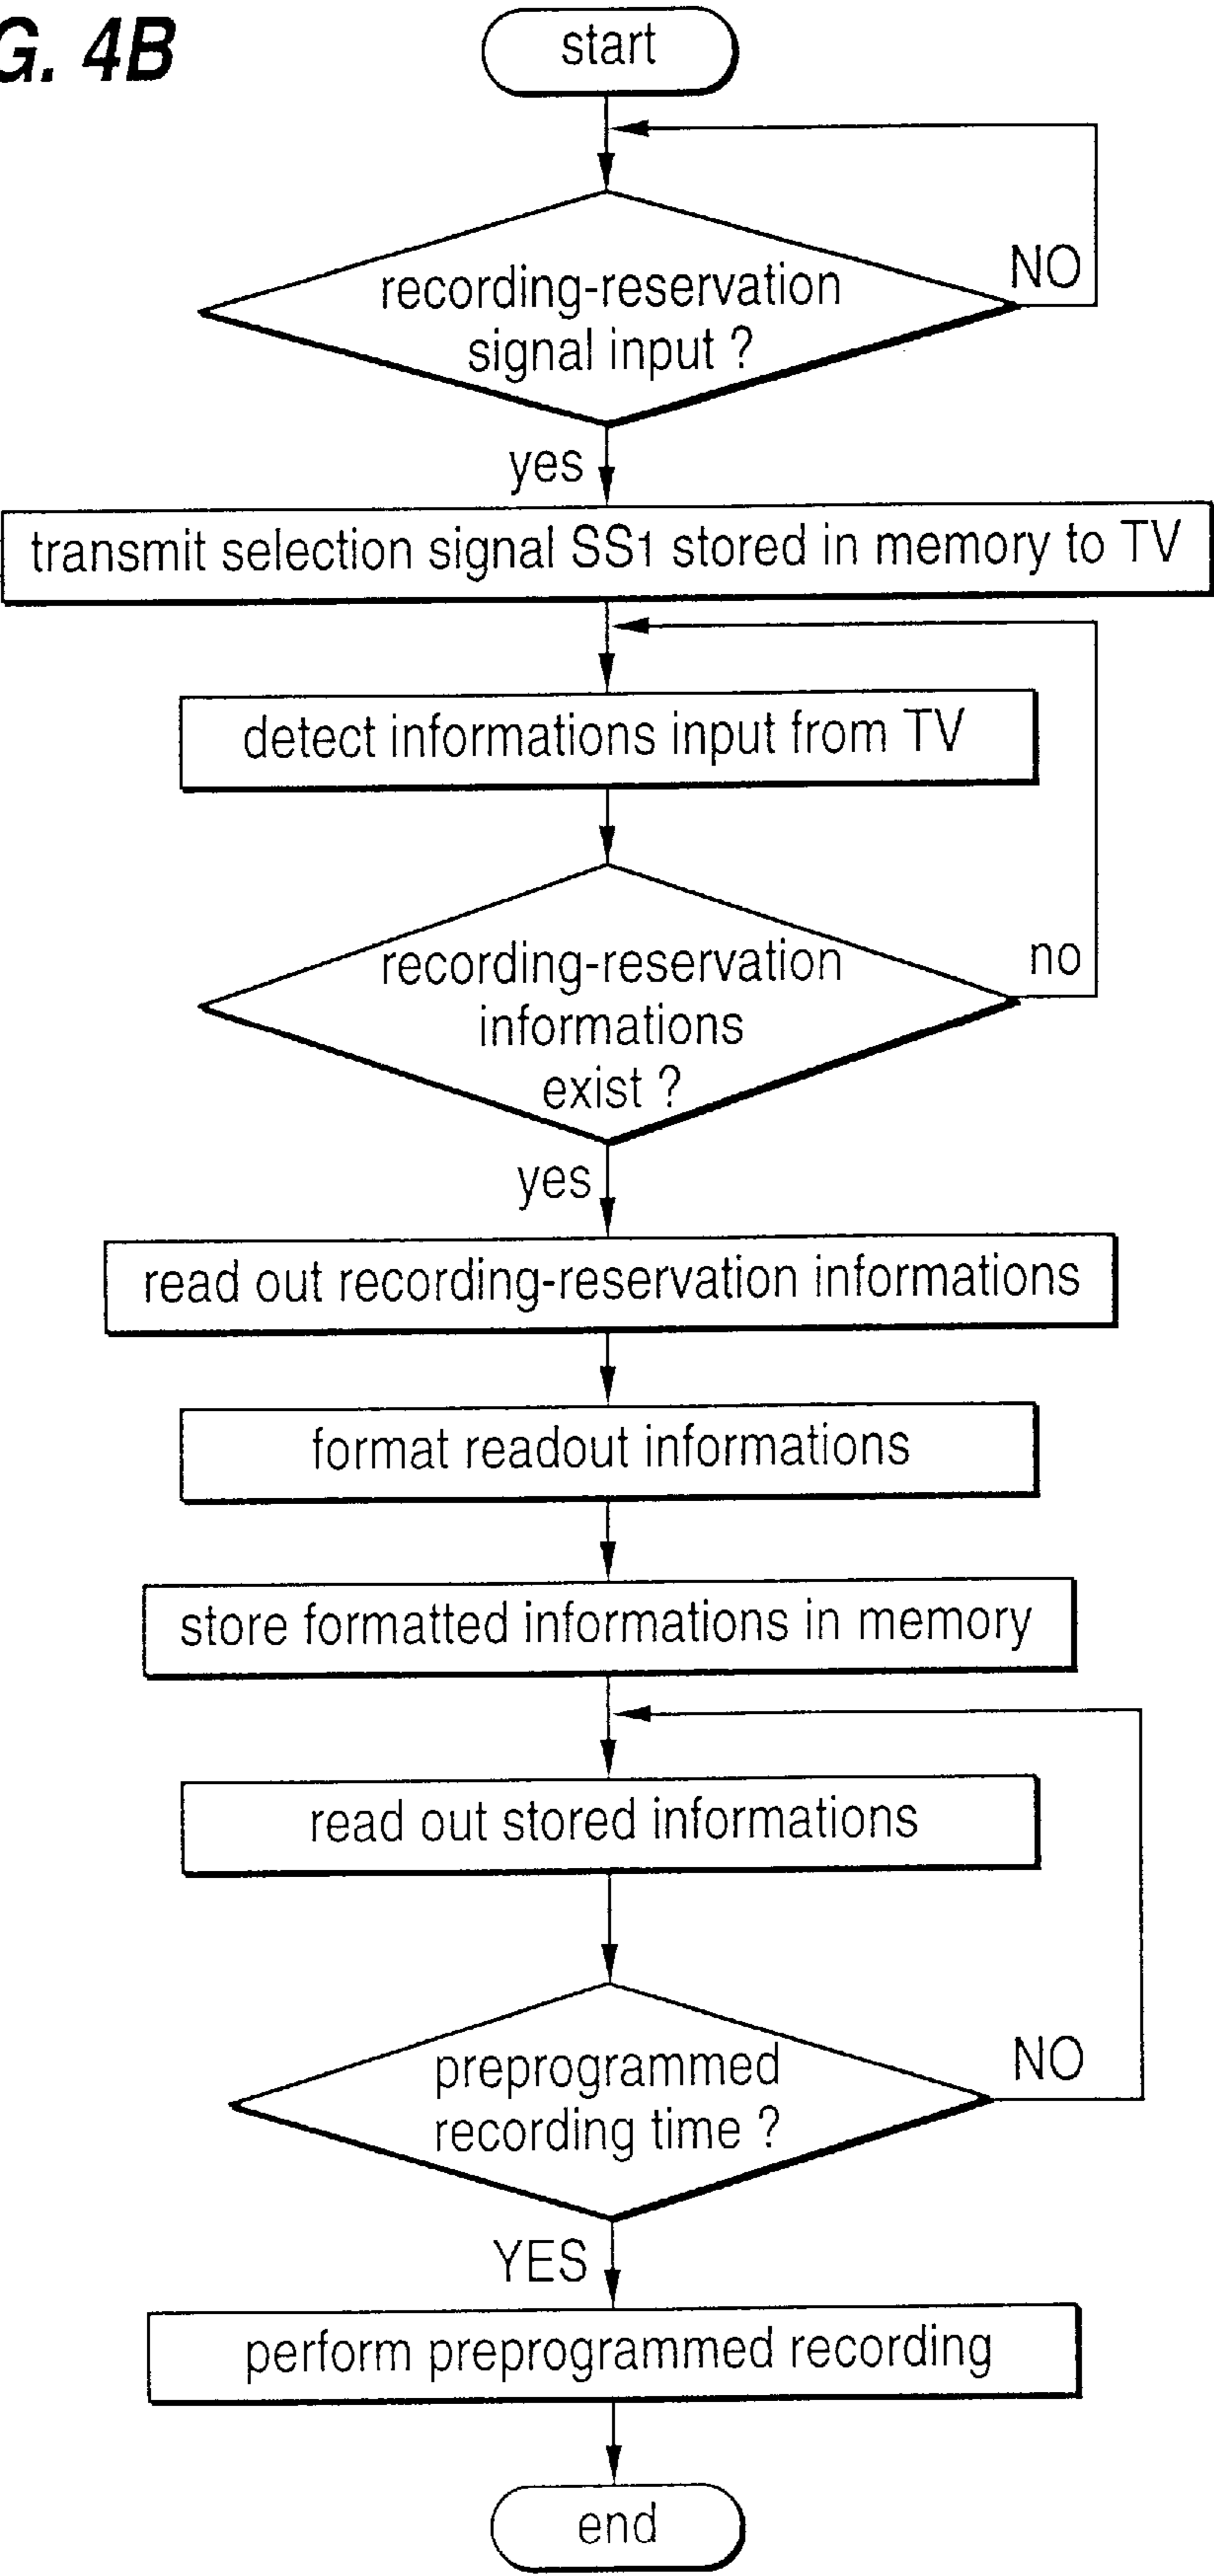 G. 4B
start
recording-reservation
signal input ?
NO
yes
transmit selection signal SS1 stored in memory to TV
detect informations input from TV
recording-reservation
informations
exist ?
no
yes
read out recording-reservation informations
format readout informations
store formatted informations in memory
read out stored informations
preprogrammed
recording time ?
NO
YES
perform preprogrammed recording
end